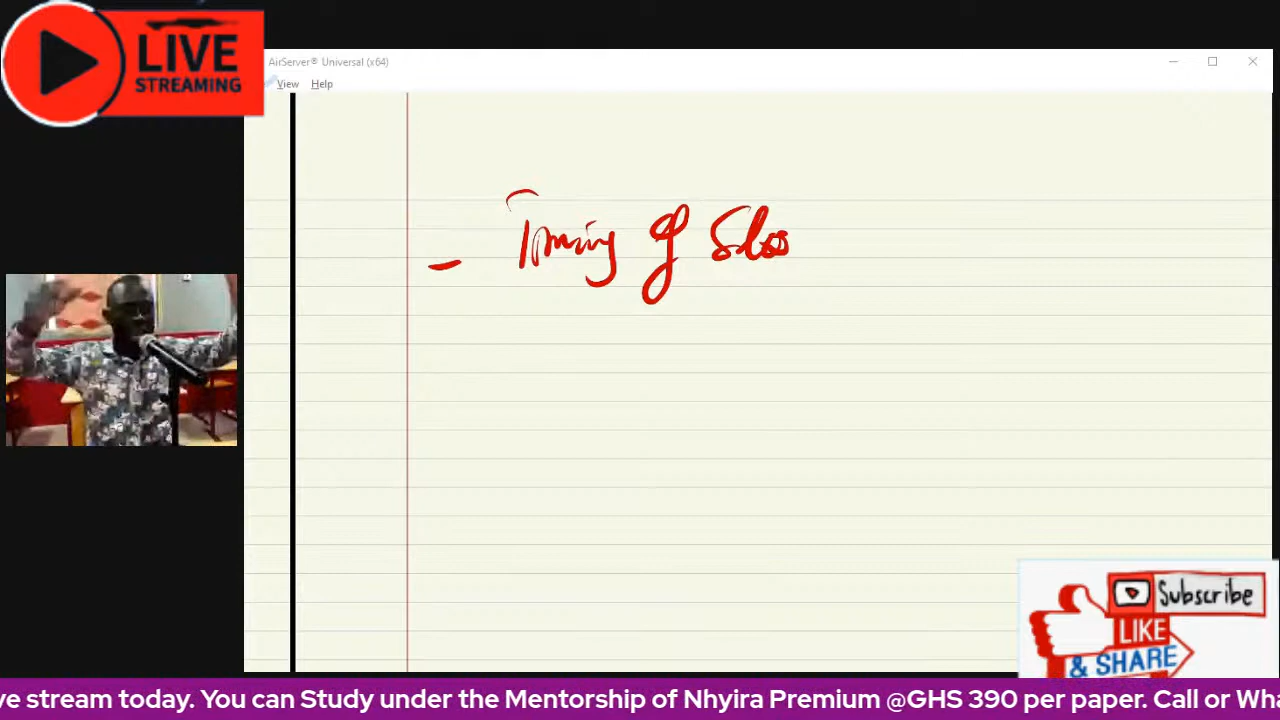 LIVE
STREAMING
AirServer® Universal (x64)
View Help
- Timing of
Subscribe
LIKE
& SHARE
ve stream today. You can Study under the Mentorship of Nhyira Premium @GHS 390 per paper. Call or Wha